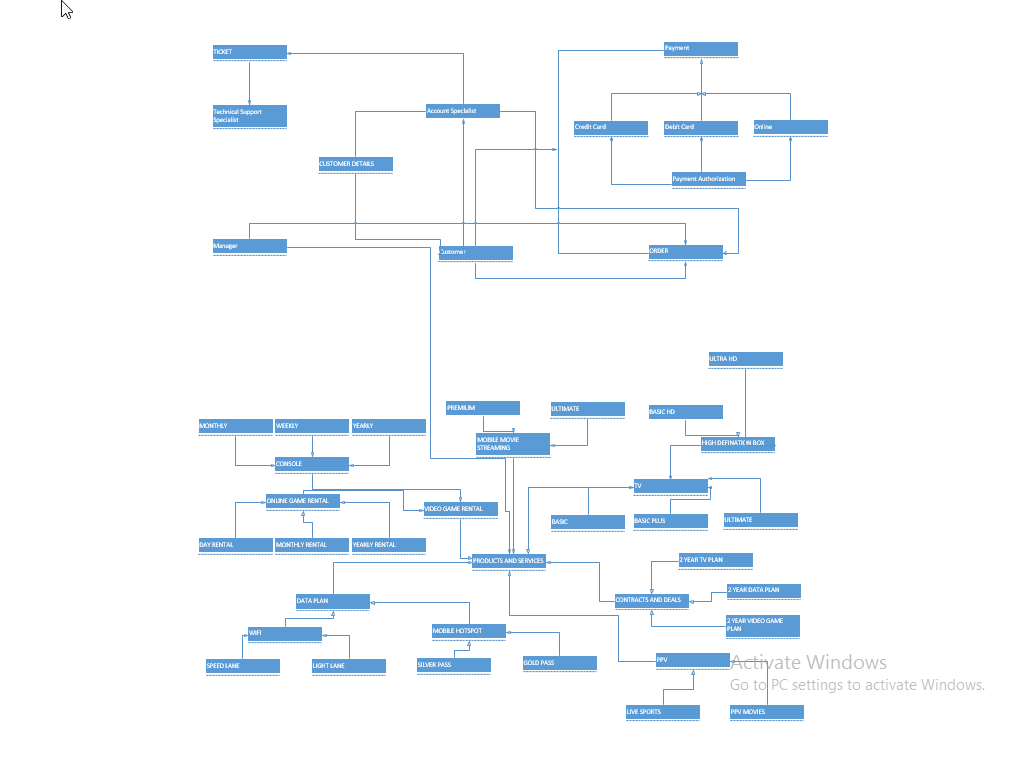 Payment
TICKET
Technical Support
Specialist
Account Specialist
Credit Card
Debit Card
Online
CUSTOMER DETAILS
Payment Authorization
Manager
Customer
ORDER
ULTRA HD
PREMIUM
ULTIMATE
BASIC HD
MONTHLY
WEEKLY
YEARLY
MOBILE MOVIE
STREAMING
HIGH DEFINATION BOX
CONSOLE
TV
ONLINE GAME RENTAL
VIDEO GAME RENTAL
BASIC
BASIC PLUS
ULTIMATE
DAY RENTAL
MONTHLY RENTAL
YEARLY RENTAL
PRODUCTS AND SERVICES
2 YEAR TV PLAN
2 YEAR DATA PLAN
DATA PLAN
CONTRACTS AND DEALS
2 YEAR VIDEO GAME
PLAN
WIFI
MOBILE HOTSPOT
SPEED LANE
LIGHT LANE
SILVER PASS
GOLD PASS
PPV
Activate Windows
Go to PC settings to activate Windows.
LIVE SPORTS
PPV MOVIES